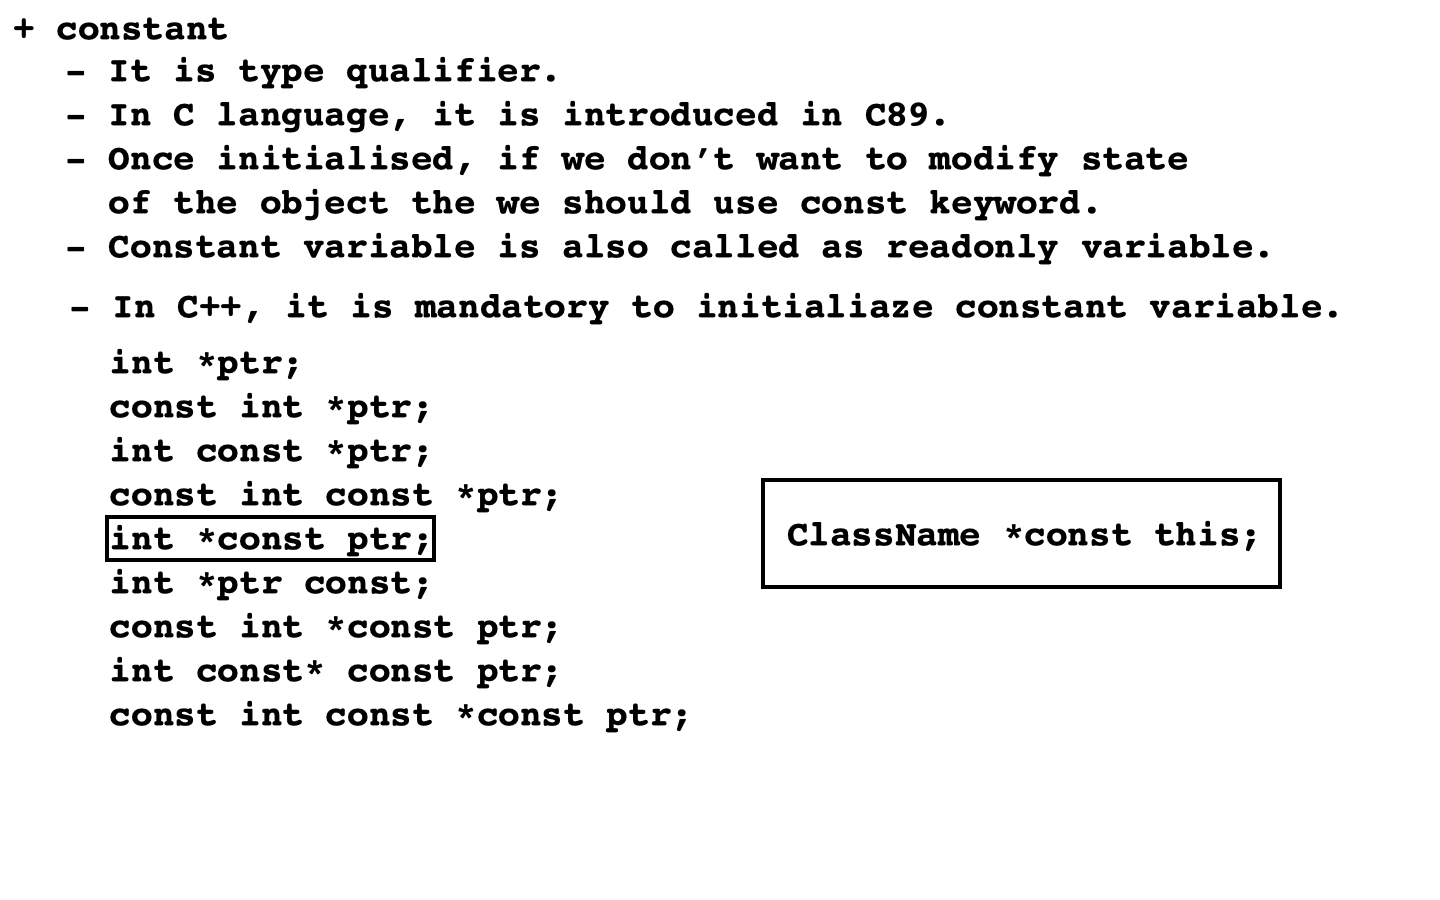 + constant
- It is type qualifier.
- In C language, it is introduced in C89.
- Once initialised, if we don’t want to modify state
of the object the we should use const keyword.
- Constant variable is also called as readonly variable.
- In C++, it is mandatory to initialiaze constant variable.
int *ptr;
const int *ptr;
int const *ptr;
const int const *ptr;
int *const ptr;
int *ptr const;
const int *const ptr;
int const* const ptr;
const int const *const ptr;
ClassName *const this;